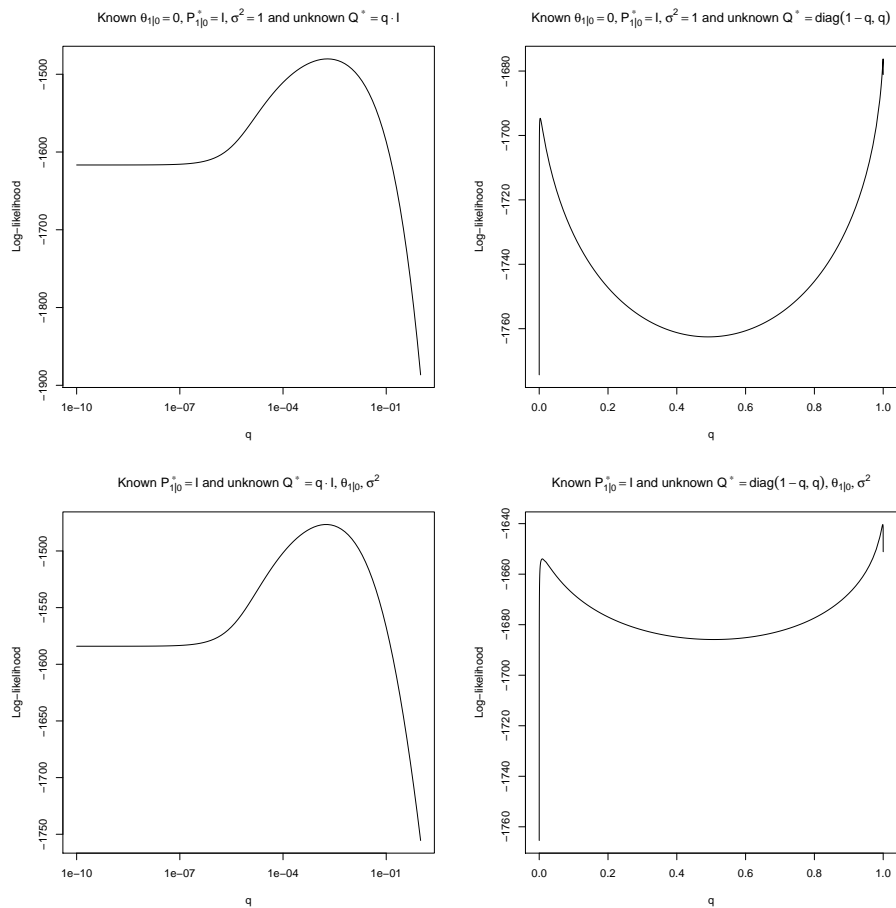 Known θ₁|₀ = 0, P*₁|₀ = I, σ² = 1 and unknown Q* = q · I
Log−likelihood
−1500
−1600
−1700
−1800
−1900
1e−10 1e−07 1e−04 1e−01
q
Known θ₁|₀ = 0, P*₁|₀ = I, σ² = 1 and unknown Q* = diag(1 − q, q)
Log−likelihood
−1680
−1700
−1720
−1740
−1760
0.0 0.2 0.4 0.6 0.8 1.0
q
Known P*₁|₀ = I and unknown Q* = q · I, θ₁|₀, σ²
Log−likelihood
−1500
−1550
−1600
−1650
−1700
−1750
1e−10 1e−07 1e−04 1e−01
q
Known P*₁|₀ = I and unknown Q* = diag(1 − q, q), θ₁|₀, σ²
Log−likelihood
−1640
−1660
−1680
−1700
−1720
−1740
−1760
0.0 0.2 0.4 0.6 0.8 1.0
q